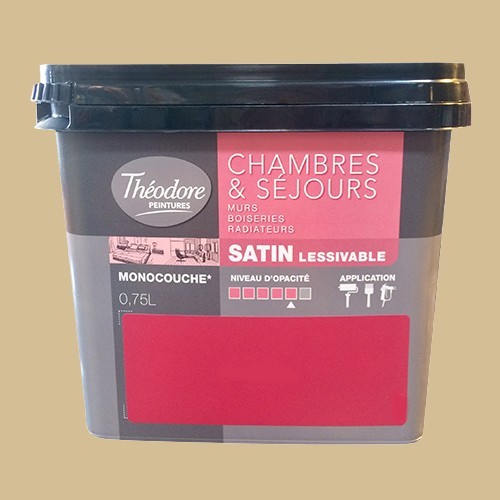 Théodore
PEINTURES
CHAMBRES
& SÉJOURS
MURS
BOISERIES
RADIATEURS
SATIN LESSIVABLE
MONOCOUCHE*
NIVEAU D'OPACITÉ
APPLICATION
0,75L